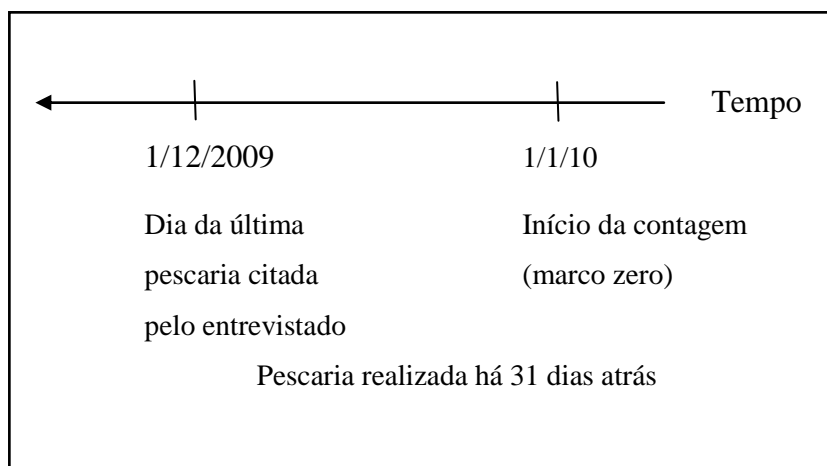 Tempo
1/12/2009
1/1/10
Dia da última
pescaria citada
pelo entrevistado
Início da contagem
(marco zero)
Pescaria realizada há 31 dias atrás